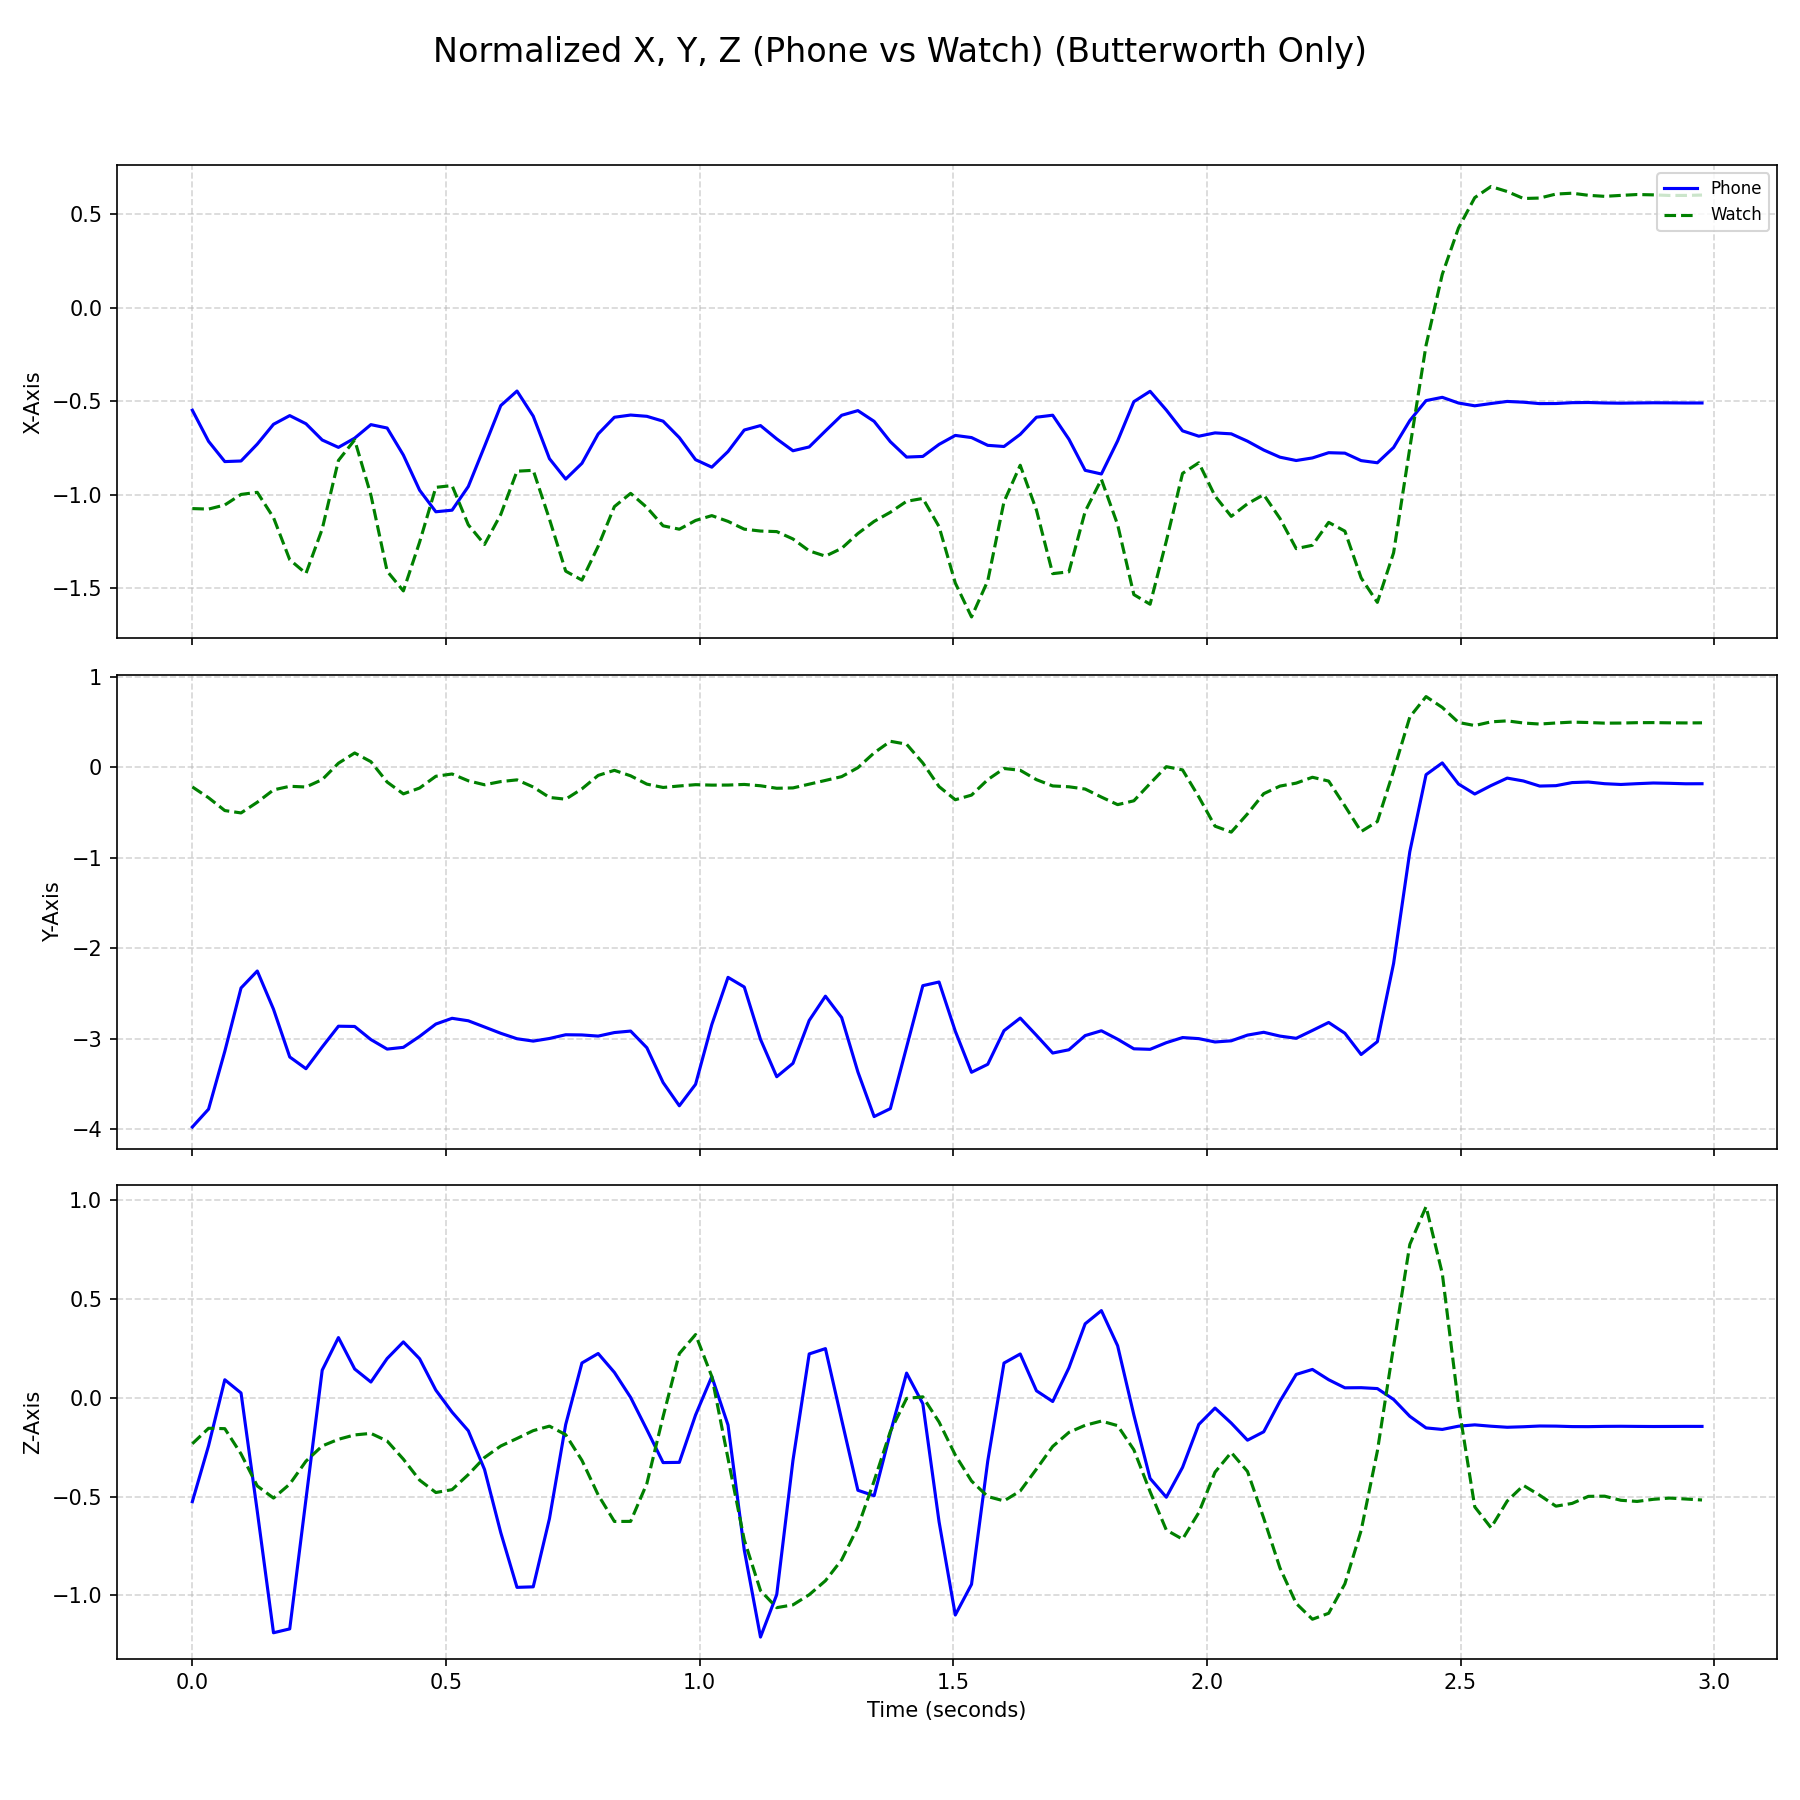 Normalized X, Y, Z (Phone vs Watch) (Butterworth Only)
Phone
Watch
0.5
0.0
−0.5
−1.0
−1.5
X-Axis
1
0
−1
−2
−3
−4
Y-Axis
1.0
0.5
0.0
−0.5
−1.0
Z-Axis
0.0 0.5 1.0 1.5 2.0 2.5 3.0
Time (seconds)